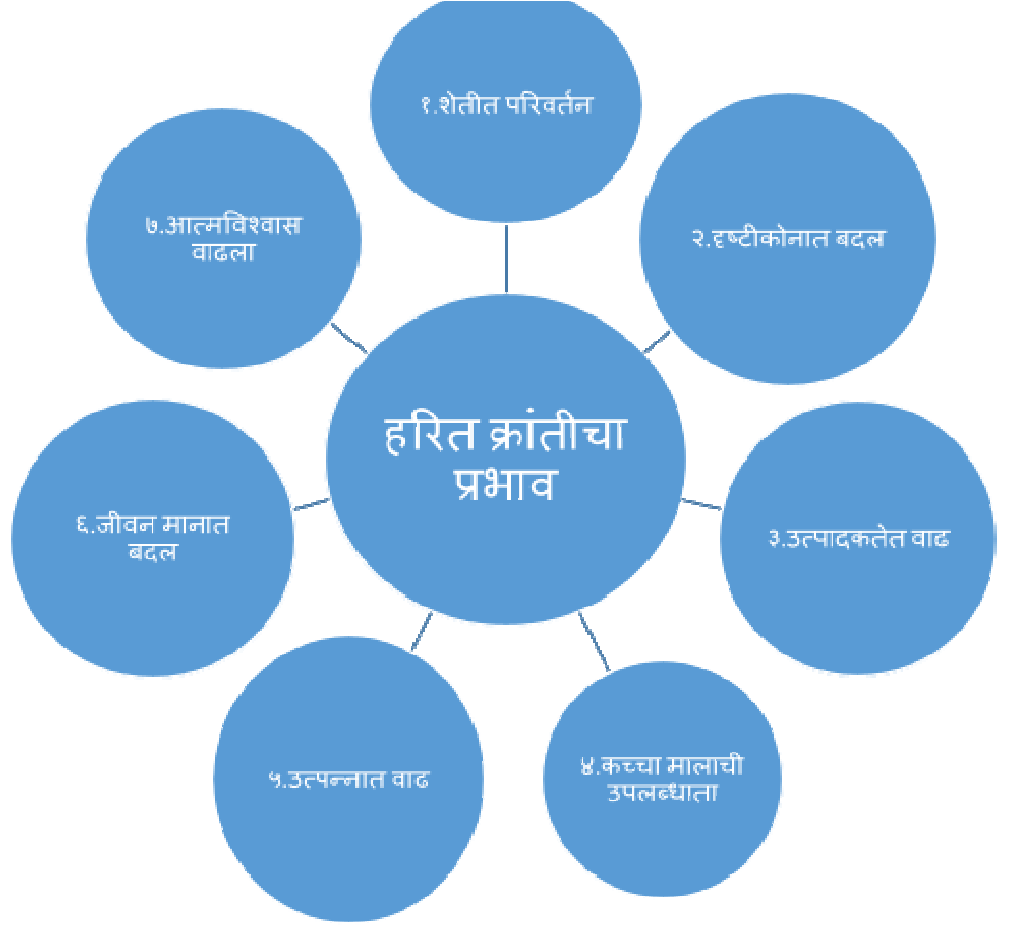 १.शेतीत परिवर्तन
२.दृष्टीकोनात बदल
३.उत्पादकतेत वाढ
४.कच्चा मालाची
उपलब्धाता
५.उत्पन्नात वाढ
६.जीवन मानात
बदल
७.आत्मविश्वास
वाढला
हरित क्रांतीचा
प्रभाव